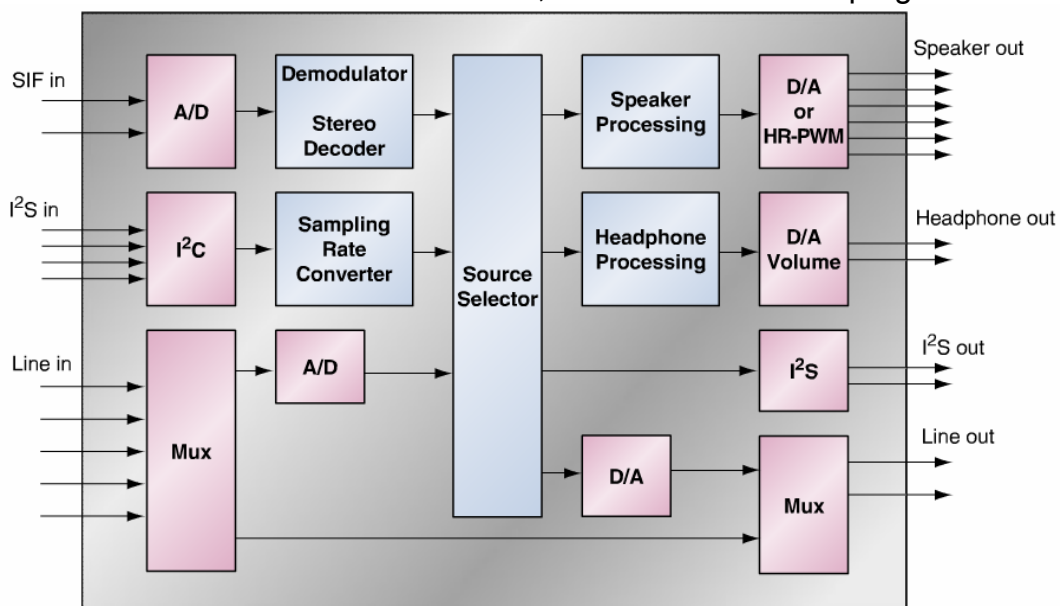 SIF in
A/D
Demodulator
Stereo
Decoder
Speaker
Processing
D/A
or
HR-PWM
Speaker out
I²S in
I²C
Sampling
Rate
Converter
Source
Selector
Headphone
Processing
D/A
Volume
Headphone out
Line in
Mux
A/D
I²S
I²S out
D/A
Mux
Line out